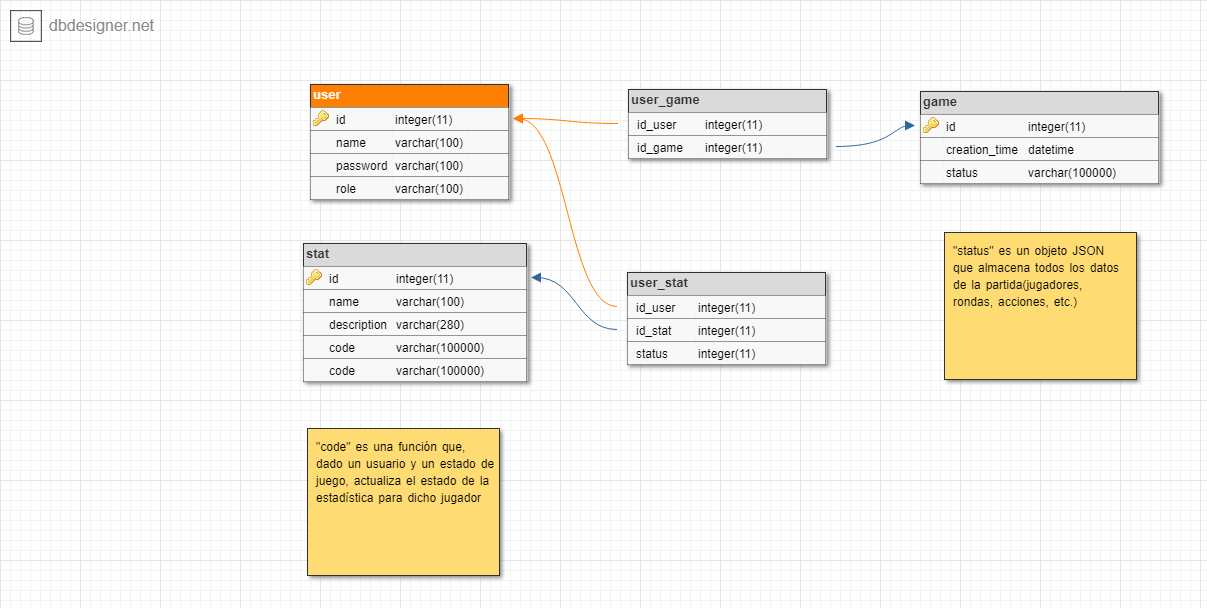 dbdesigner.net
user
id integer(11)
name varchar(100)
password varchar(100)
role varchar(100)
user_game
id_user integer(11)
id_game integer(11)
game
id integer(11)
creation_time datetime
status varchar(100000)
stat
id integer(11)
name varchar(100)
description varchar(280)
code varchar(100000)
code varchar(100000)
user_stat
id_user integer(11)
id_stat integer(11)
status integer(11)
"status" es un objeto JSON
que almacena todos los datos
de la partida(jugadores,
rondas, acciones, etc.)
"code" es una función que,
dado un usuario y un estado de
juego, actualiza el estado de la
estadística para dicho jugador